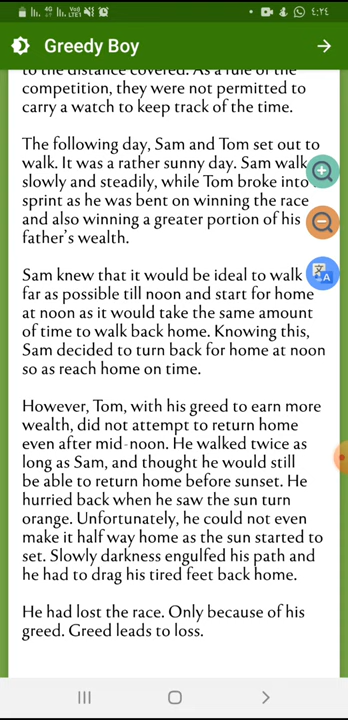 ٤:٢٤
Greedy Boy
to the distance covered. As a rule of the
competition, they were not permitted to
carry a watch to keep track of the time.
The following day, Sam and Tom set out to
walk. It was a rather sunny day. Sam walk
slowly and steadily, while Tom broke into
sprint as he was bent on winning the race
and also winning a greater portion of his
father's wealth.
Sam knew that it would be ideal to walk
far as possible till noon and start for home
at noon as it would take the same amount
of time to walk back home. Knowing this,
Sam decided to turn back for home at noon
so as reach home on time.
However, Tom, with his greed to earn more
wealth, did not attempt to return home
even after mid-noon. He walked twice as
long as Sam, and thought he would still
be able to return home before sunset. He
hurried back when he saw the sun turn
orange. Unfortunately, he could not even
make it half way home as the sun started to
set. Slowly darkness engulfed his path and
he had to drag his tired feet back home.
He had lost the race. Only because of his
greed. Greed leads to loss.